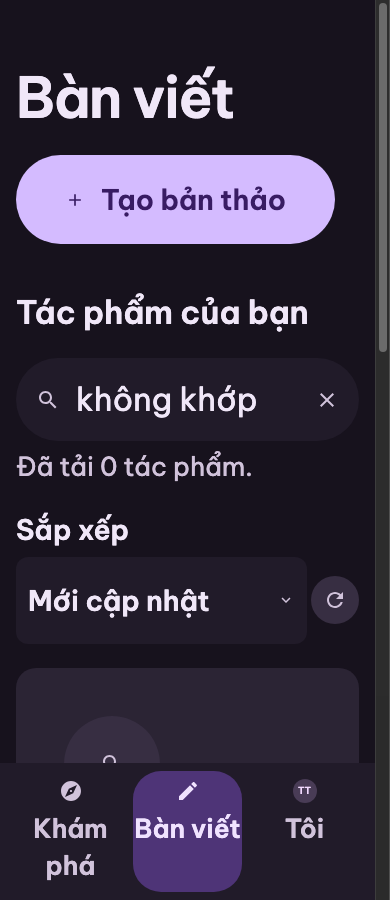 Bàn viết
+ Tạo bản thảo
Tác phẩm của bạn
không khớp
Đã tải 0 tác phẩm.
Sắp xếp
Mới cập nhật
Khám phá
Bàn viết
TT
Tôi